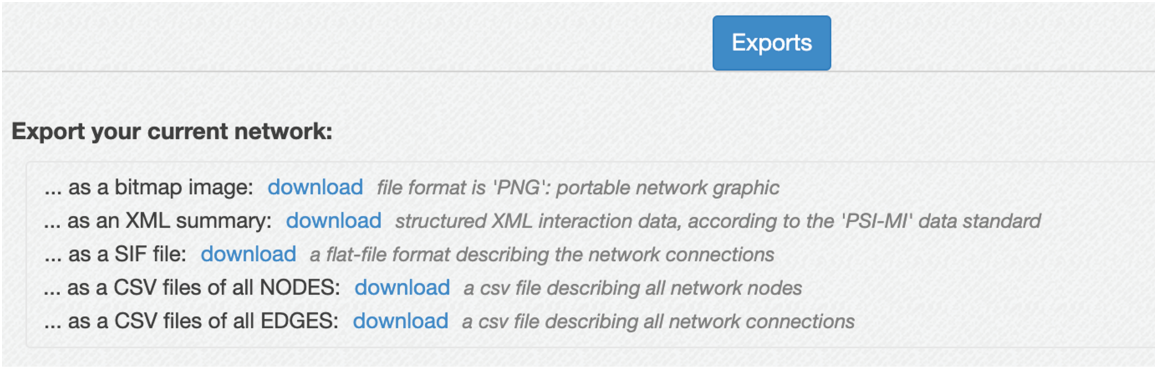 Exports
Export your current network:
... as a bitmap image: download file format is 'PNG': portable network graphic
... as an XML summary: download structured XML interaction data, according to the 'PSI-MI' data standard
... as a SIF file: download a flat-file format describing the network connections
... as a CSV files of all NODES: download a csv file describing all network nodes
... as a CSV files of all EDGES: download a csv file describing all network connections